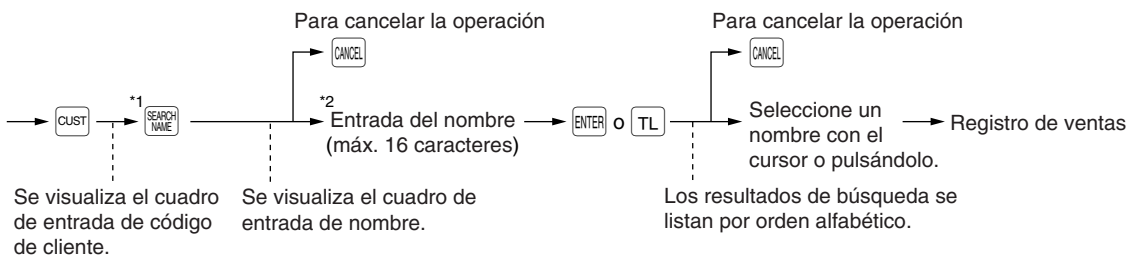 Para cancelar la operación
Para cancelar la operación
CANCEL
CANCEL
CUST
*1
SEARCH
NAME
*2
Entrada del nombre
(máx. 16 caracteres)
ENTER o TL
Seleccione un
nombre con el
cursor o pulsándolo.
Registro de ventas
Se visualiza el cuadro
de entrada de código
de cliente.
Se visualiza el cuadro de
entrada de nombre.
Los resultados de búsqueda se
listan por orden alfabético.